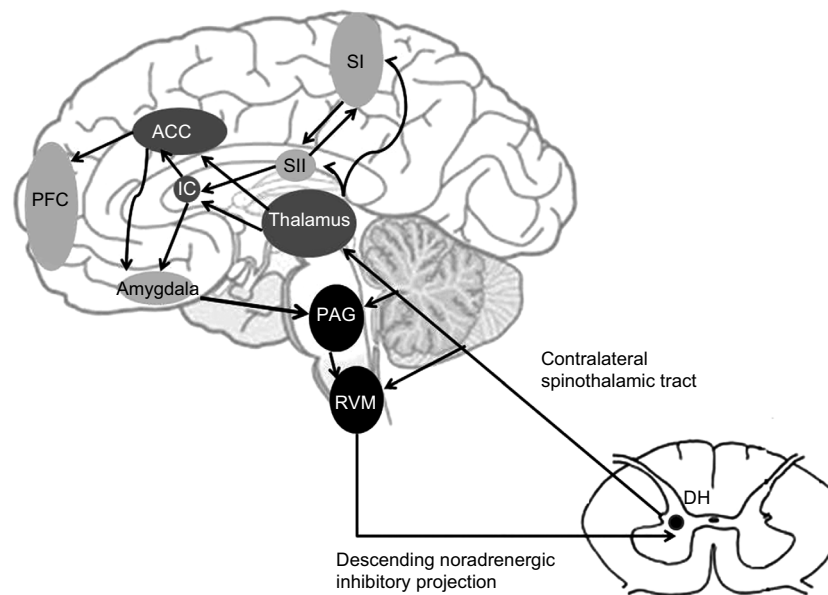 SI
ACC
SII
IC
PFC
Thalamus
Amygdala
PAG
Contralateral
spinothalamic tract
RVM
DH
Descending noradrenergic
inhibitory projection